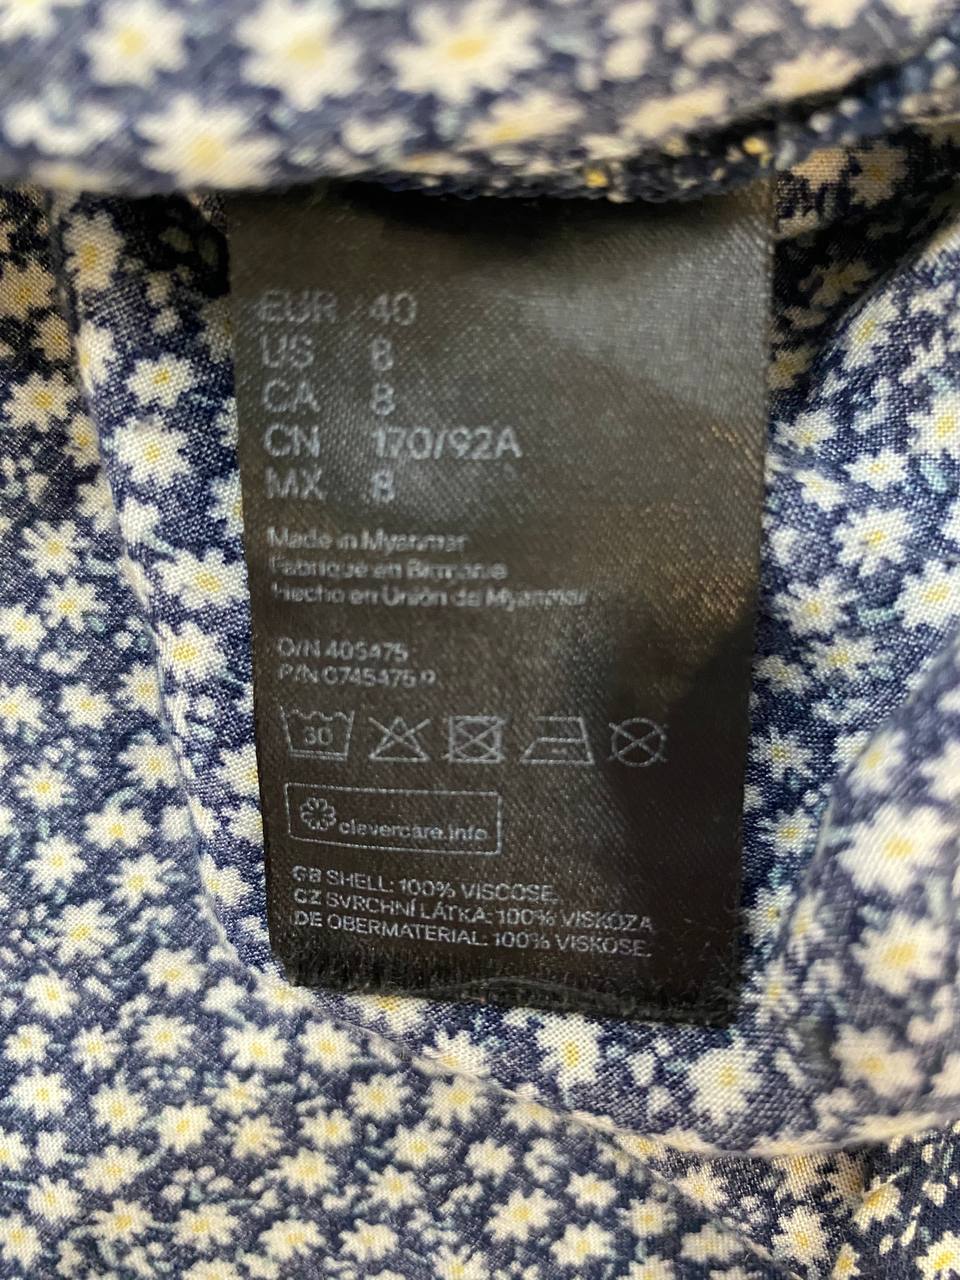 EUR 40
US 8
CA 8
CN 170/92A
MX 8
Made in Myanmar
Fabriqué en Birmanie
Hecho en Unión de Myanmar
O/N 405475
P/N 0745475
30
clevercare.info
GB SHELL: 100% VISCOSE.
CZ SVRCHNÍ LÁTKA: 100% VISKÓZA
DE OBERMATERIAL: 100% VISKOSE.